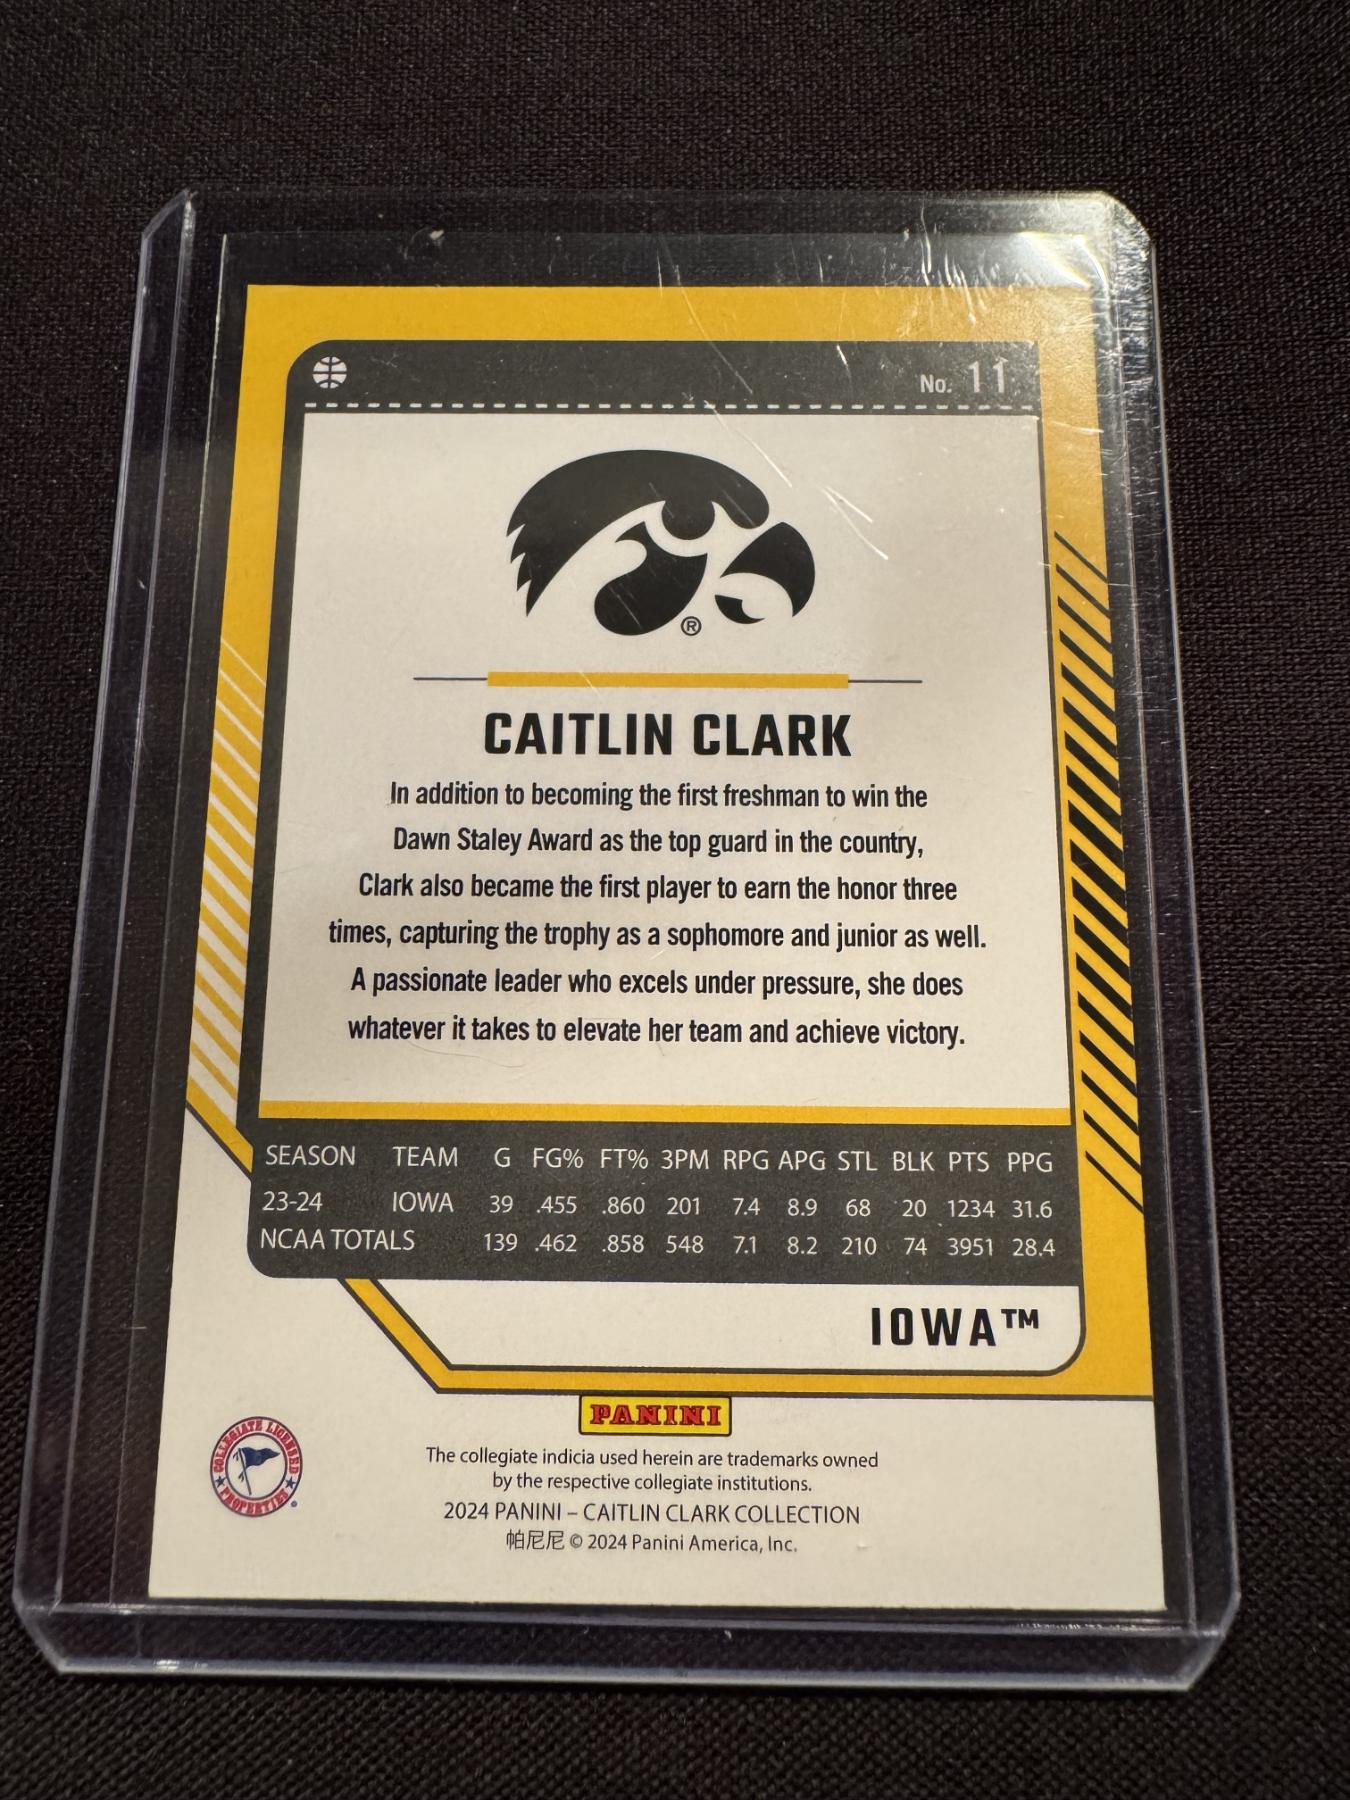 No. 11
®
CAITLIN CLARK
In addition to becoming the first freshman to win the
Dawn Staley Award as the top guard in the country,
Clark also became the first player to earn the honor three
times, capturing the trophy as a sophomore and junior as well.
A passionate leader who excels under pressure, she does
whatever it takes to elevate her team and achieve victory.
SEASON TEAM G FG% FT% 3PM RPG APG STL BLK PTS PPG
23-24 IOWA 39 .455 .860 201 7.4 8.9 68 20 1234 31.6
NCAA TOTALS 139 .462 .858 548 7.1 8.2 210 74 3951 28.4
IOWA™
PANINI
COLLEGIATE LICENSED
PROPERTIES
The collegiate indicia used herein are trademarks owned
by the respective collegiate institutions.
2024 PANINI – CAITLIN CLARK COLLECTION
帕尼尼 © 2024 Panini America, Inc.